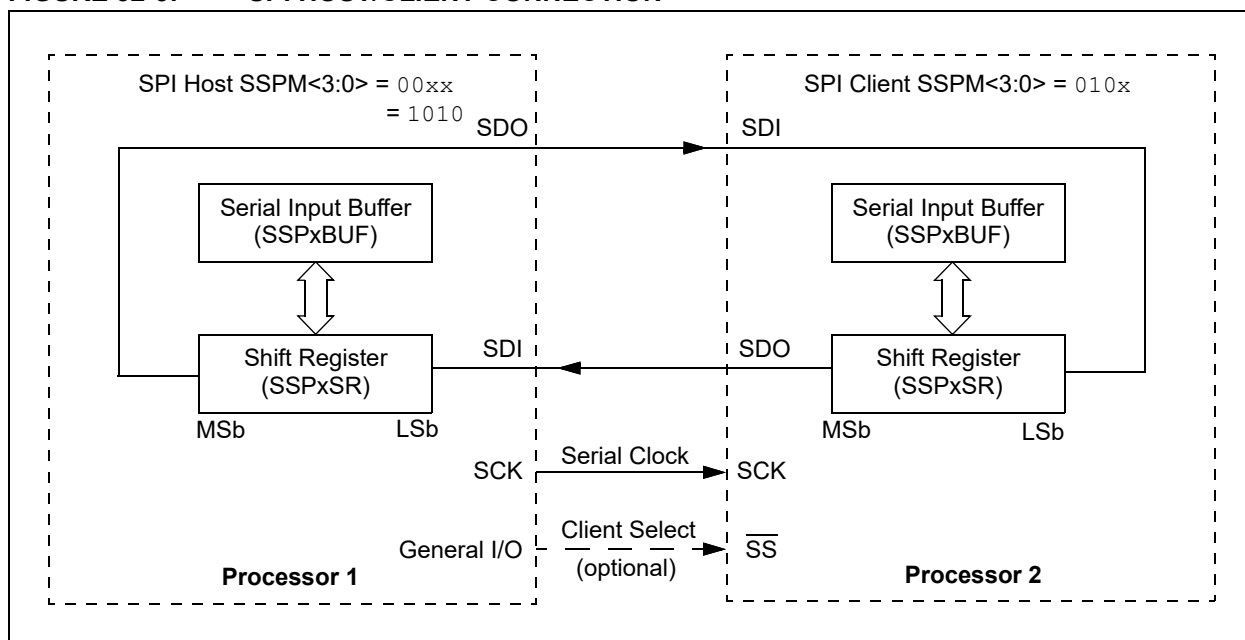 SPI Host SSPM<3:0> = 00xx
= 1010
SPI Client SSPM<3:0> = 010x
SDO
SDI
Serial Input Buffer
(SSPxBUF)
Serial Input Buffer
(SSPxBUF)
SDI
SDO
Shift Register
(SSPxSR)
Shift Register
(SSPxSR)
MSb
LSb
MSb
LSb
SCK
Serial Clock
SCK
General I/O
Client Select
(optional)
SS
Processor 1
Processor 2